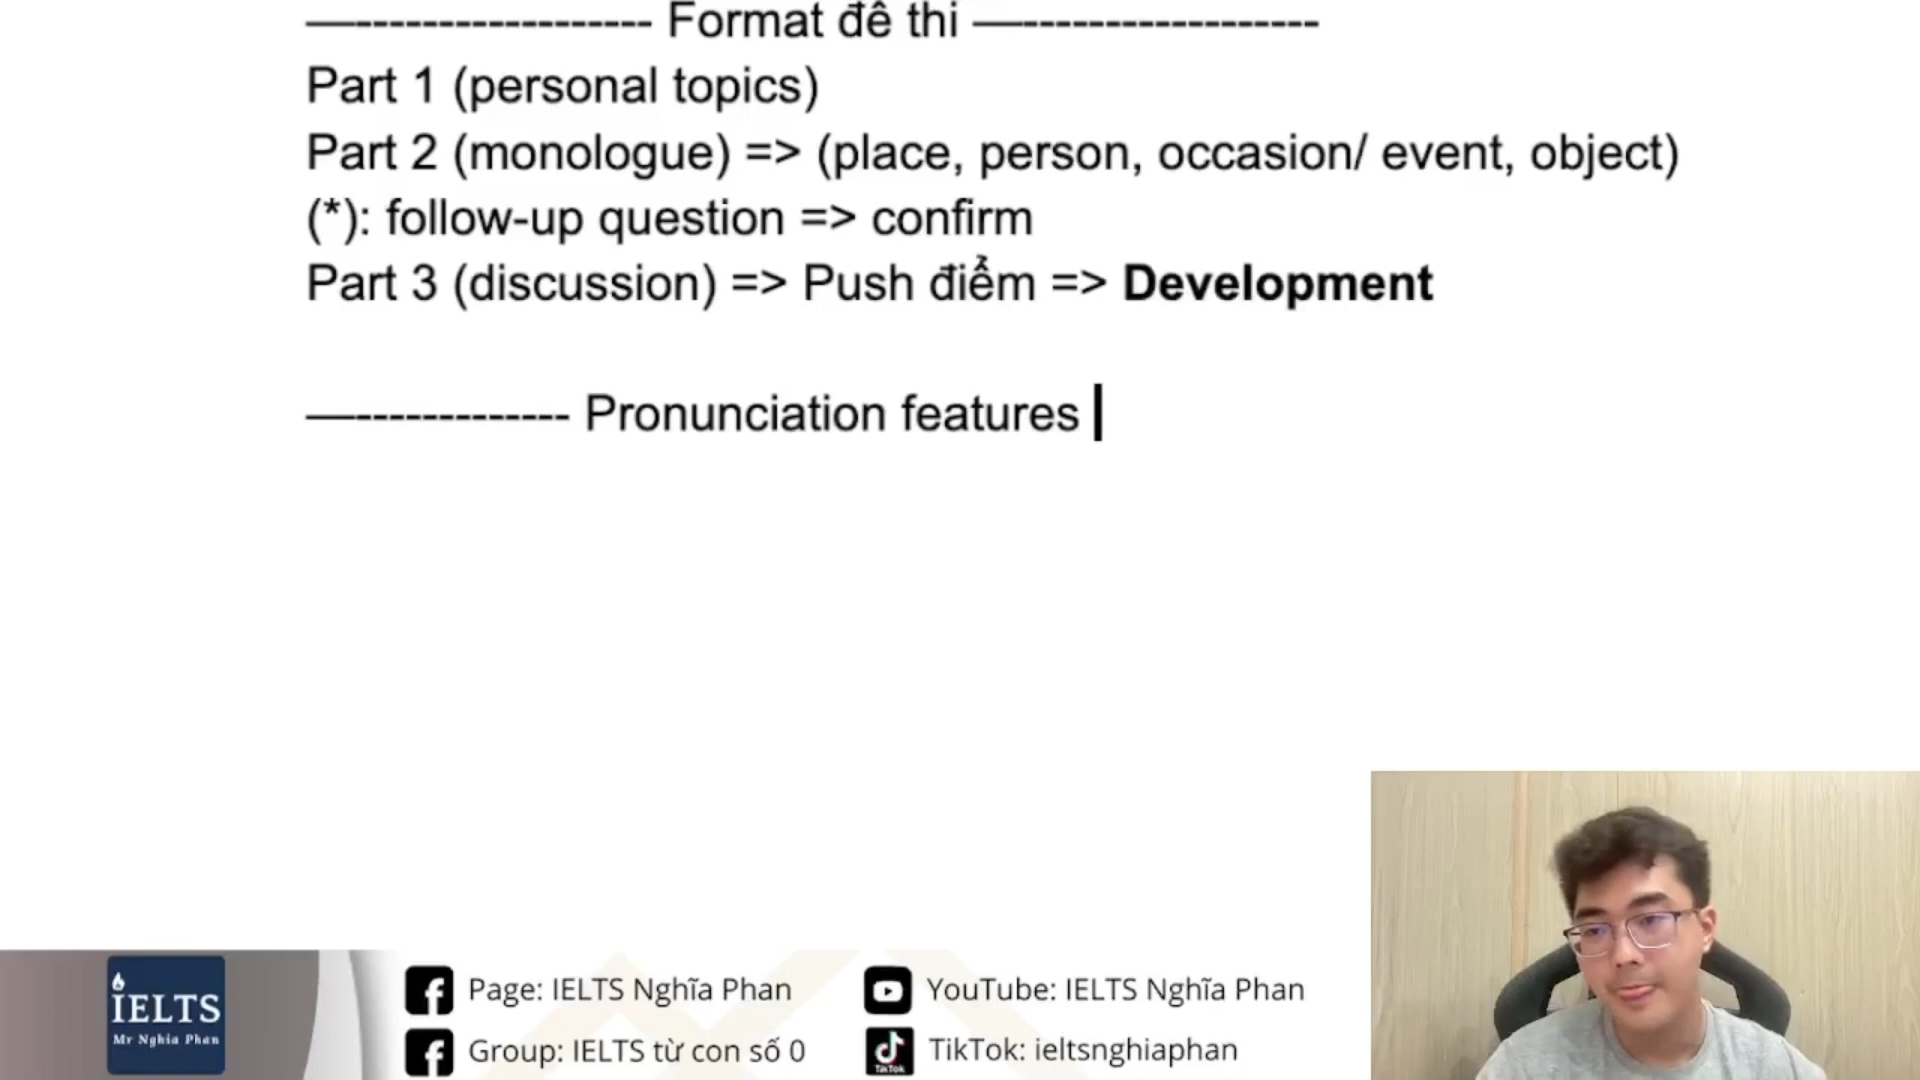 —------------------ Format đề thi —------------------
Part 1 (personal topics)
Part 2 (monologue) => (place, person, occasion/ event, object)
(*): follow-up question => confirm
Part 3 (discussion) => Push điểm => Development
—------------- Pronunciation features
IELTS
Mr Nghia Phan
Page: IELTS Nghĩa Phan
YouTube: IELTS Nghĩa Phan
Group: IELTS từ con số 0
TikTok
TikTok: ieltsnghiaphan